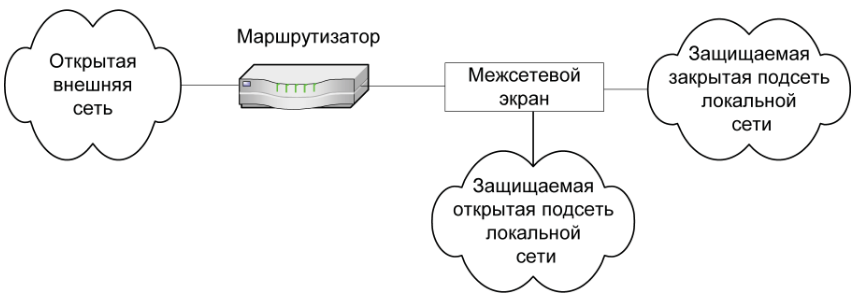 Открытая
внешняя
сеть
Маршрутизатор
Межсетевой
экран
Защищаемая
закрытая подсеть
локальной
сети
Защищаемая
открытая подсеть
локальной
сети